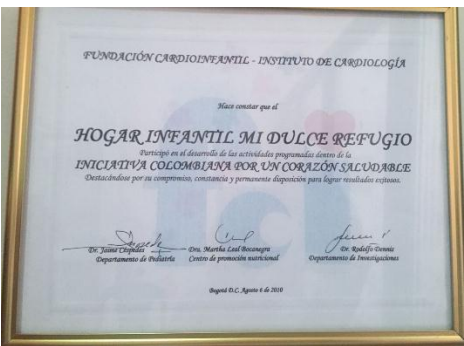 FUNDACIÓN CARDIOINFANTIL - INSTITUTO DE CARDIOLOGÍA
Hace constar que el
HOGAR INFANTIL MI DULCE REFUGIO
Participó en el desarrollo de las actividades programadas dentro de la
INICIATIVA COLOMBIANA POR UN CORAZÓN SALUDABLE
Destacándose por su compromiso, constancia y permanente disposición para lograr resultados exitosos.
Dr. Jaime Céspedes
Departamento de Pediatría
Dra. Martha Leal Bocanegra
Centro de promoción nutricional
Dr. Rodolfo Dennis
Departamento de Investigaciones
Bogotá D.C. Agosto 6 de 2010